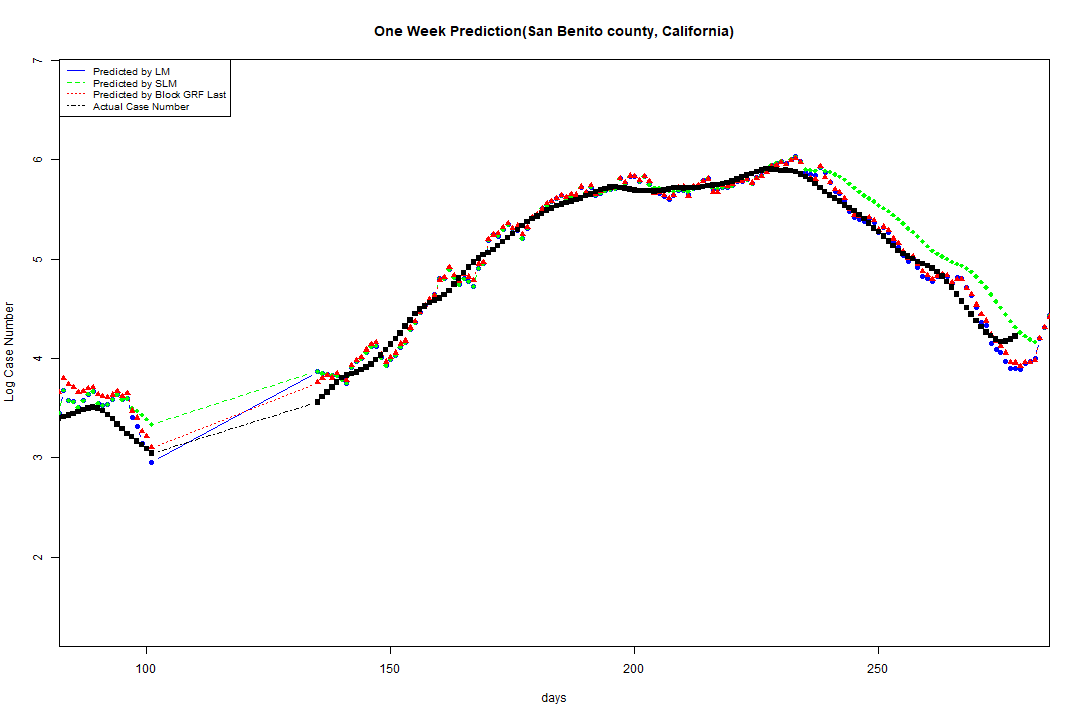 One Week Prediction(San Benito county, California)
Predicted by LM
Predicted by SLM
Predicted by Block GRF Last
Actual Case Number
7
6
5
4
3
2
Log Case Number
100
150
200
250
days